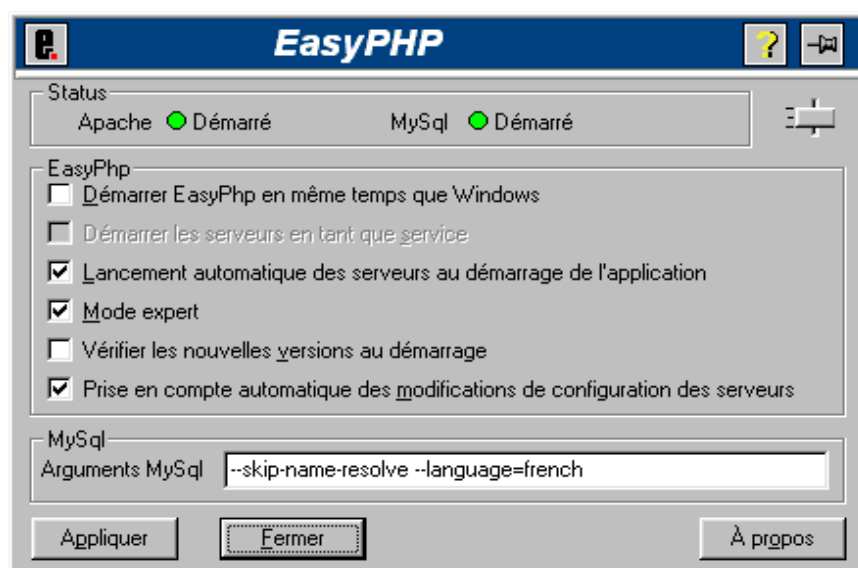 e.
EasyPHP
?
Status
Apache Démarré MySql Démarré
EasyPhp
Démarrer EasyPhp en même temps que Windows
Démarrer les serveurs en tant que service
Lancement automatique des serveurs au démarrage de l'application
Mode expert
Vérifier les nouvelles versions au démarrage
Prise en compte automatique des modifications de configuration des serveurs
MySql
Arguments MySql --skip-name-resolve --language=french
Appliquer Fermer À propos